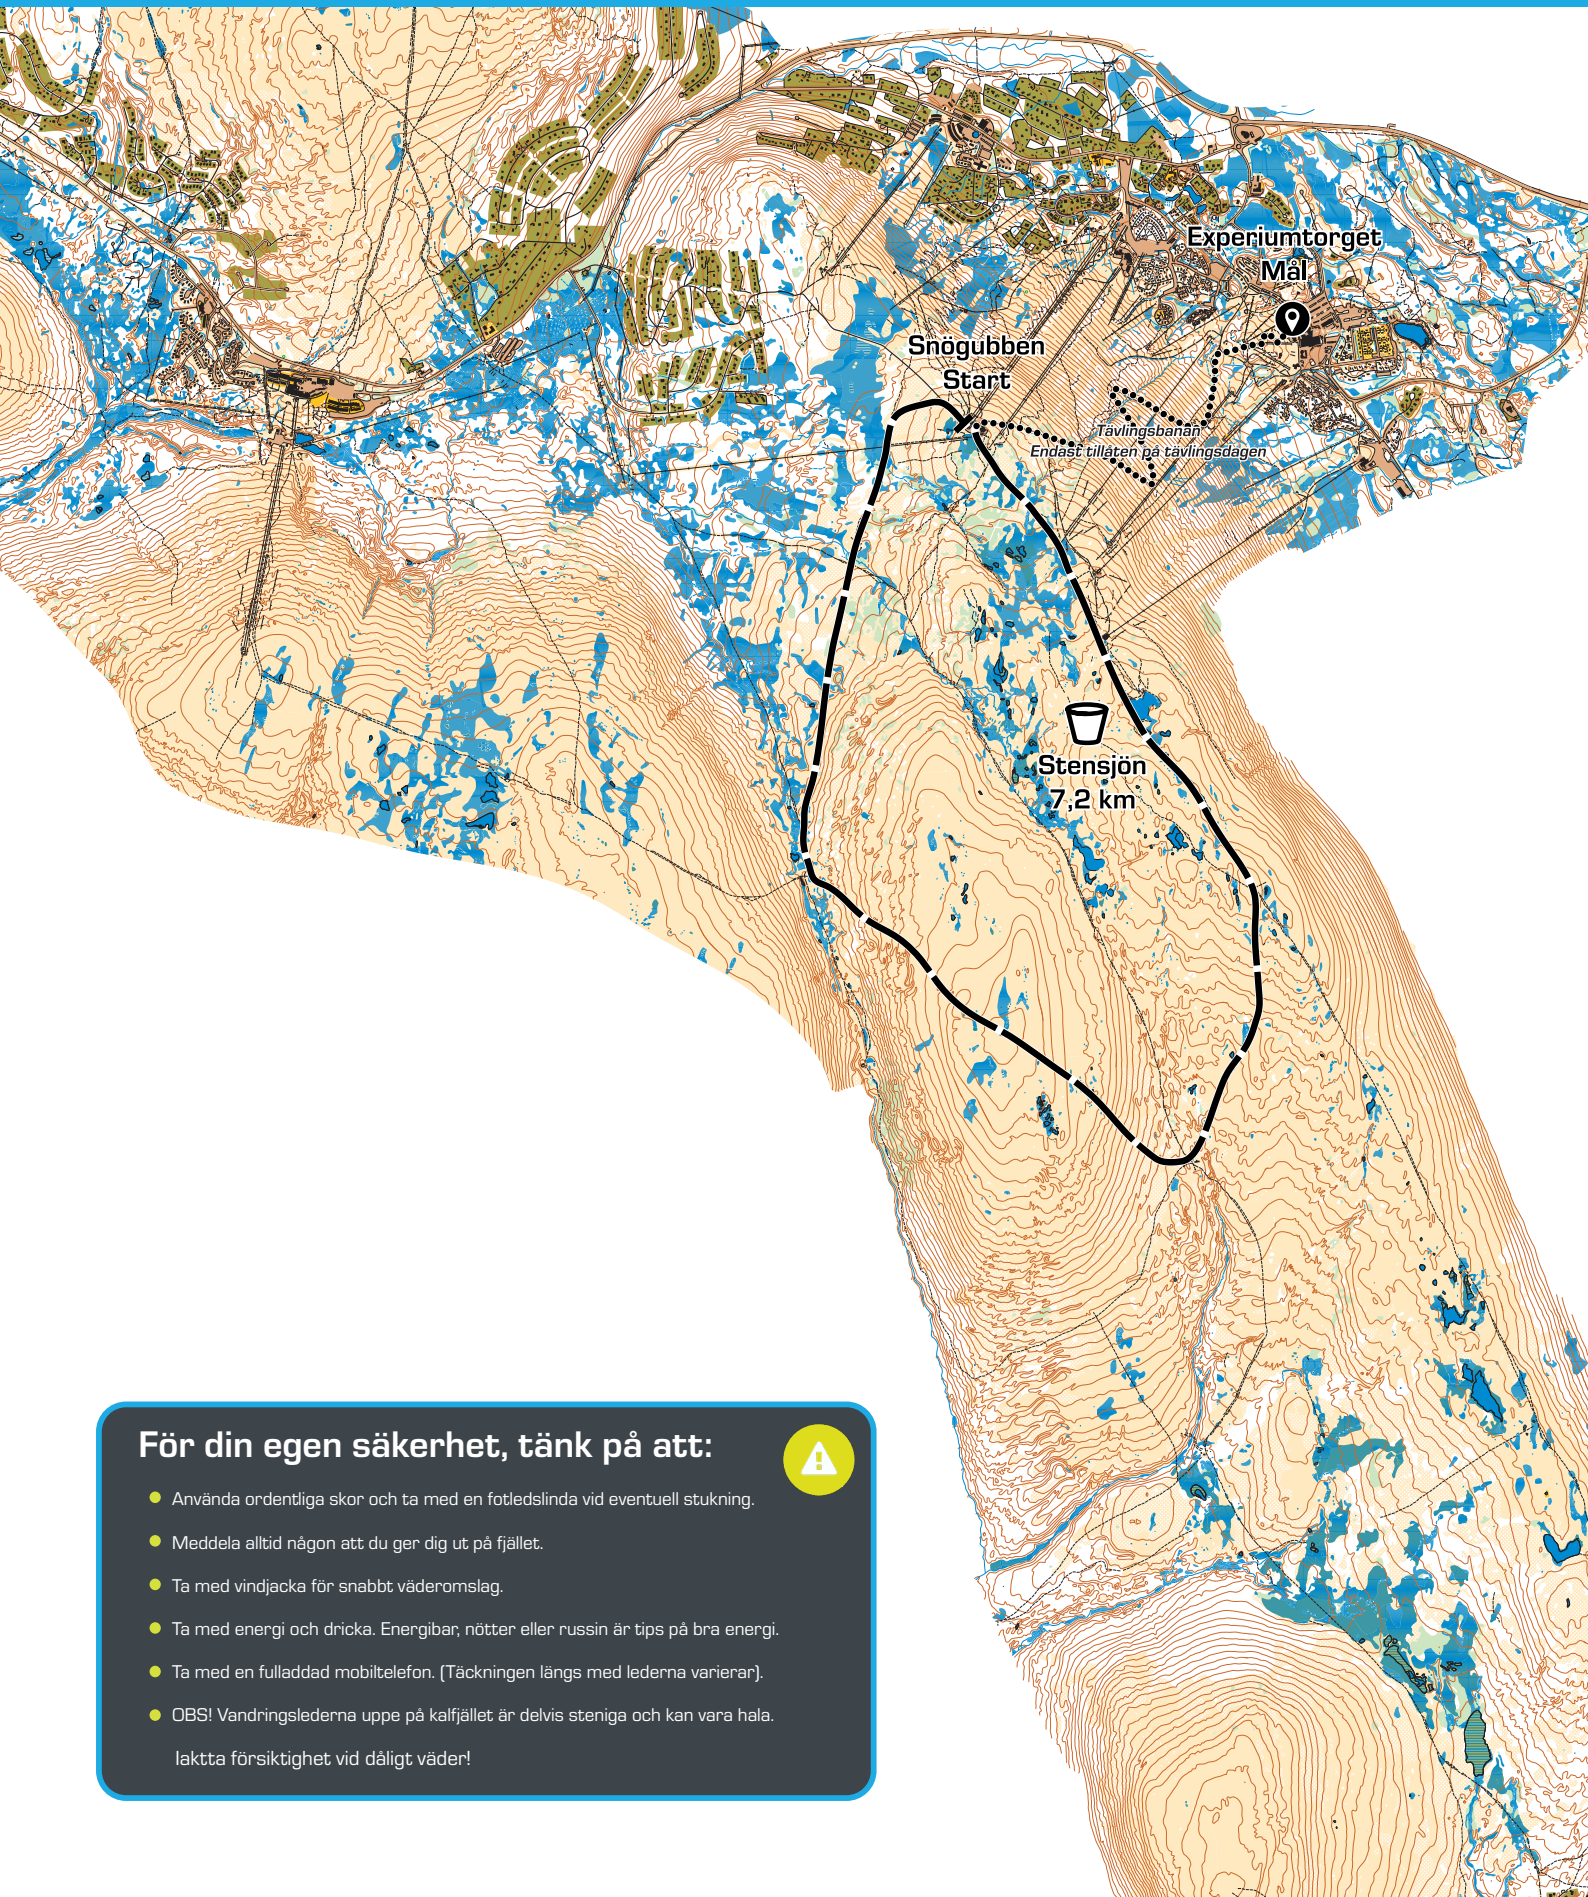 Experiumtorget
Mål
Snögubben
Start
Tävlingsbanan
Endast tillåten på tävlingsdagen
Stensjön
7,2 km
För din egen säkerhet, tänk på att:
Använda ordentliga skor och ta med en fotledslinda vid eventuell stukning.
Meddela alltid någon att du ger dig ut på fjället.
Ta med vindjacka för snabbt väderomslag.
Ta med energi och dricka. Energibar, nötter eller russin är tips på bra energi.
Ta med en fulladdad mobiltelefon. (Täckningen längs med lederna varierar).
OBS! Vandringslederna uppe på kalfjället är delvis steniga och kan vara hala.
Iaktta försiktighet vid dåligt väder!